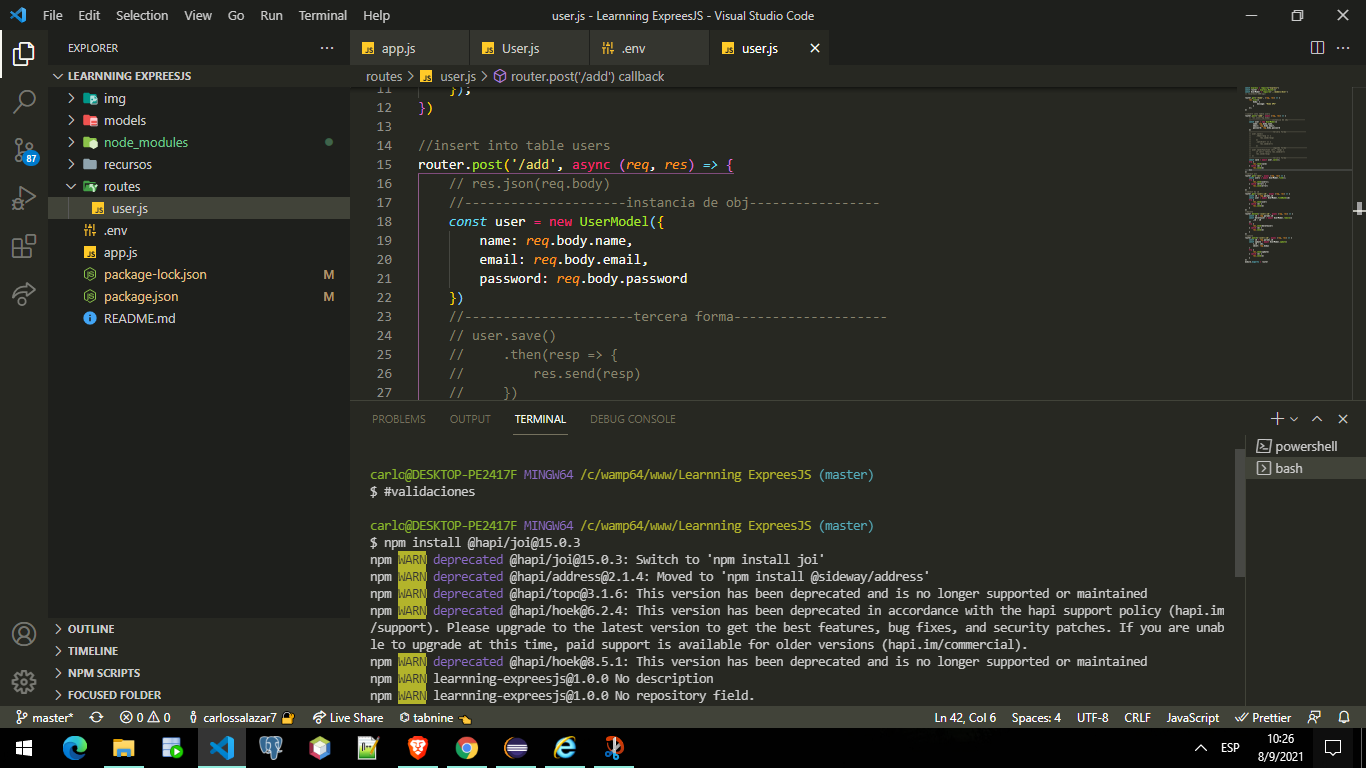 File Edit Selection View Go Run Terminal Help
user.js - Learnning ExpreesJS - Visual Studio Code
EXPLORER
LEARNNING EXPREESJS
img
models
node_modules
recursos
routes
user.js
.env
app.js
package-lock.json M
package.json M
README.md
OUTLINE
TIMELINE
NPM SCRIPTS
FOCUSED FOLDER
87
app.js User.js .env user.js
routes > user.js > router.post('/add') callback
11 });
12 })
13
14 //insert into table users
15 router.post('/add', async (req, res) => {
16 // res.json(req.body)
17 //---------------------instancia de obj-----------------
18 const user = new UserModel({
19 name: req.body.name,
20 email: req.body.email,
21 password: req.body.password
22 })
23 //----------------------tercera forma--------------------
24 // user.save()
25 // .then(resp => {
26 // res.send(resp)
27 // })
PROBLEMS OUTPUT TERMINAL DEBUG CONSOLE
powershell
bash
carlo@DESKTOP-PE2417F MINGW64 /c/wamp64/www/Learnning ExpreesJS (master)
$ #validaciones
carlo@DESKTOP-PE2417F MINGW64 /c/wamp64/www/Learnning ExpreesJS (master)
$ npm install @hapi/joi@15.0.3
npm WARN deprecated @hapi/joi@15.0.3: Switch to 'npm install joi'
npm WARN deprecated @hapi/address@2.1.4: Moved to 'npm install @sideway/address'
npm WARN deprecated @hapi/topo@3.1.6: This version has been deprecated and is no longer supported or maintained
npm WARN deprecated @hapi/hoek@6.2.4: This version has been deprecated in accordance with the hapi support policy (hapi.im
/support). Please upgrade to the latest version to get the best features, bug fixes, and security patches. If you are unab
le to upgrade at this time, paid support is available for older versions (hapi.im/commercial).
npm WARN deprecated @hapi/hoek@8.5.1: This version has been deprecated and is no longer supported or maintained
npm WARN learnning-expreesjs@1.0.0 No description
npm WARN learnning-expreesjs@1.0.0 No repository field.
master* 0 0 carlossalazar7 Live Share tabnine Ln 42, Col 6 Spaces: 4 UTF-8 CRLF JavaScript Prettier
ESP
10:26
8/9/2021